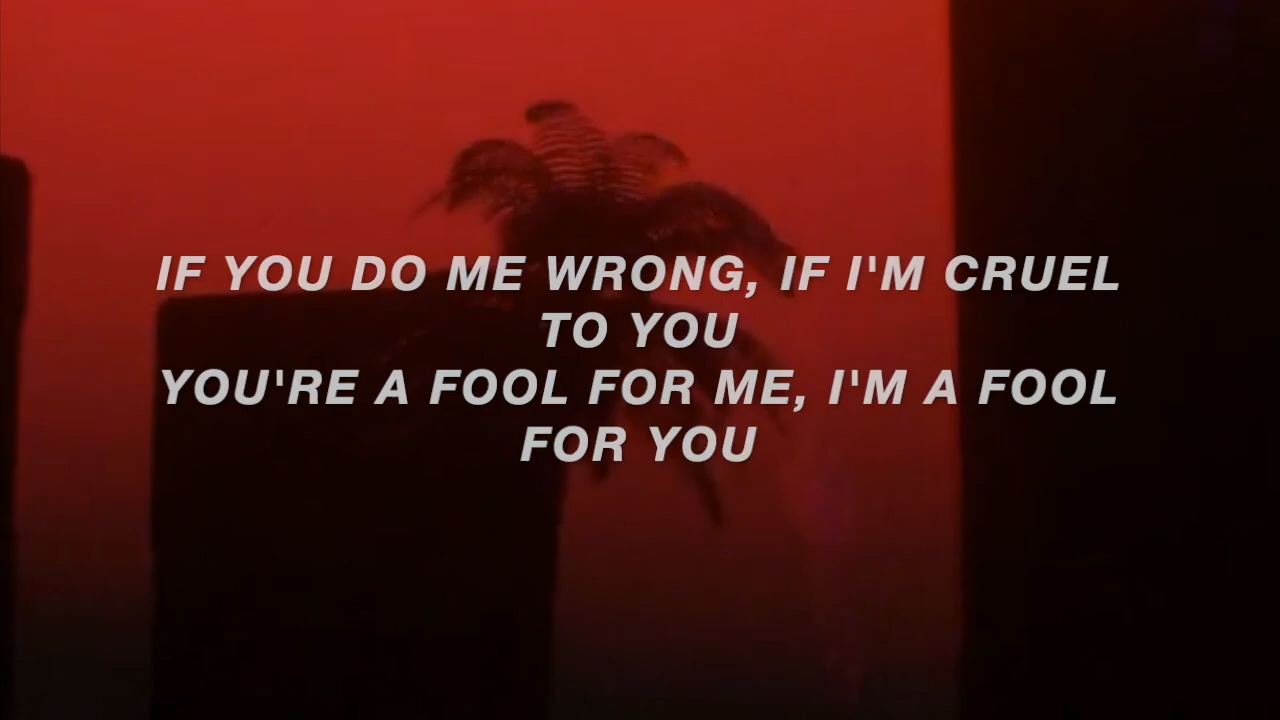 IF YOU DO ME WRONG, IF I'M CRUEL
TO YOU
YOU'RE A FOOL FOR ME, I'M A FOOL
FOR YOU